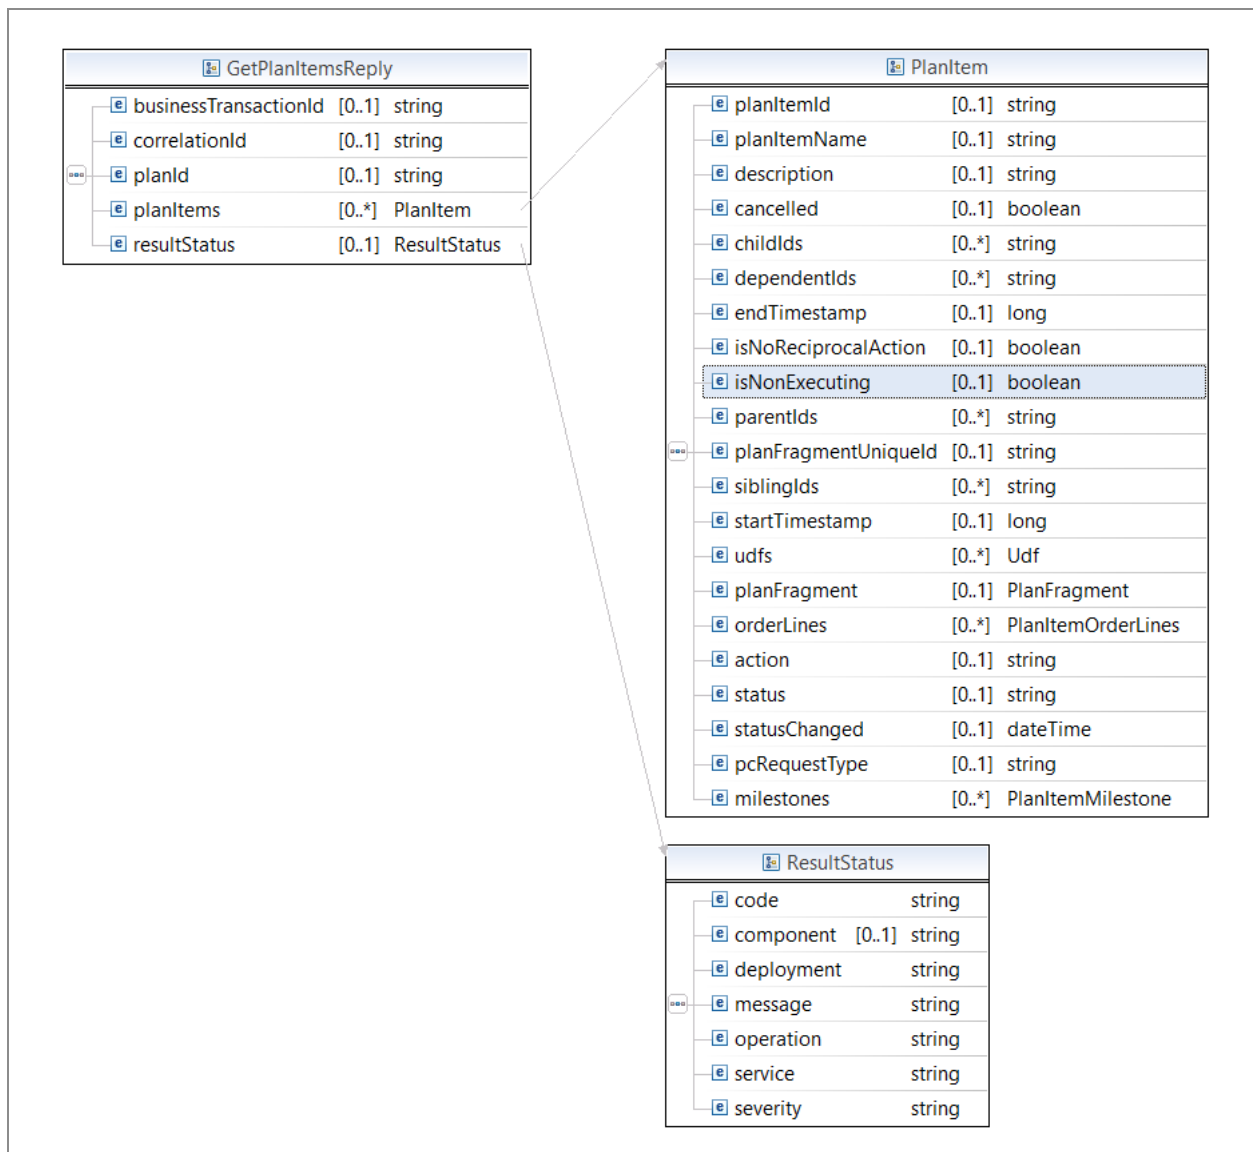 GetPlanItemsReply
businessTransactionId [0..1] string
correlationId [0..1] string
planId [0..1] string
planItems [0..*] PlanItem
resultStatus [0..1] ResultStatus
PlanItem
planItemId [0..1] string
planItemName [0..1] string
description [0..1] string
cancelled [0..1] boolean
childIds [0..*] string
dependentIds [0..*] string
endTimestamp [0..1] long
isNoReciprocalAction [0..1] boolean
isNonExecuting [0..1] boolean
parentIds [0..*] string
planFragmentUniqueId [0..1] string
siblingIds [0..*] string
startTimestamp [0..1] long
udfs [0..*] Udf
planFragment [0..1] PlanFragment
orderLines [0..*] PlanItemOrderLines
action [0..1] string
status [0..1] string
statusChanged [0..1] dateTime
pcRequestType [0..1] string
milestones [0..*] PlanItemMilestone
ResultStatus
code string
component [0..1] string
deployment string
message string
operation string
service string
severity string